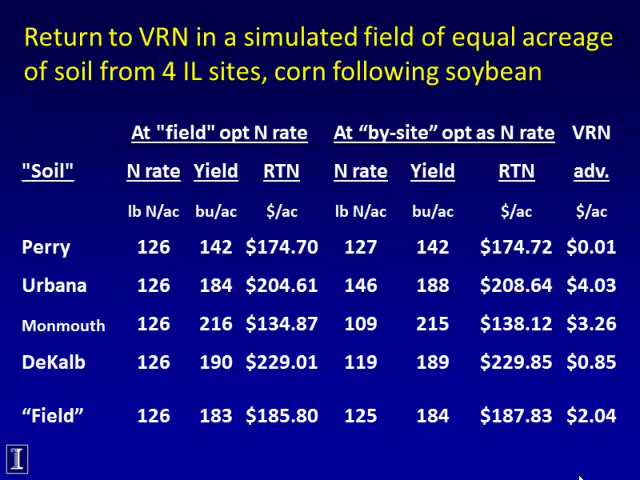 Return to VRN in a simulated field of equal acreage
of soil from 4 IL sites, corn following soybean
At "field" opt N rate At “by-site” opt as N rate VRN
"Soil" N rate Yield RTN N rate Yield RTN adv.
lb N/ac bu/ac $/ac lb N/ac bu/ac $/ac $/ac
Perry 126 142 $174.70 127 142 $174.72 $0.01
Urbana 126 184 $204.61 146 188 $208.64 $4.03
Monmouth 126 216 $134.87 109 215 $138.12 $3.26
DeKalb 126 190 $229.01 119 189 $229.85 $0.85
“Field” 126 183 $185.80 125 184 $187.83 $2.04
I